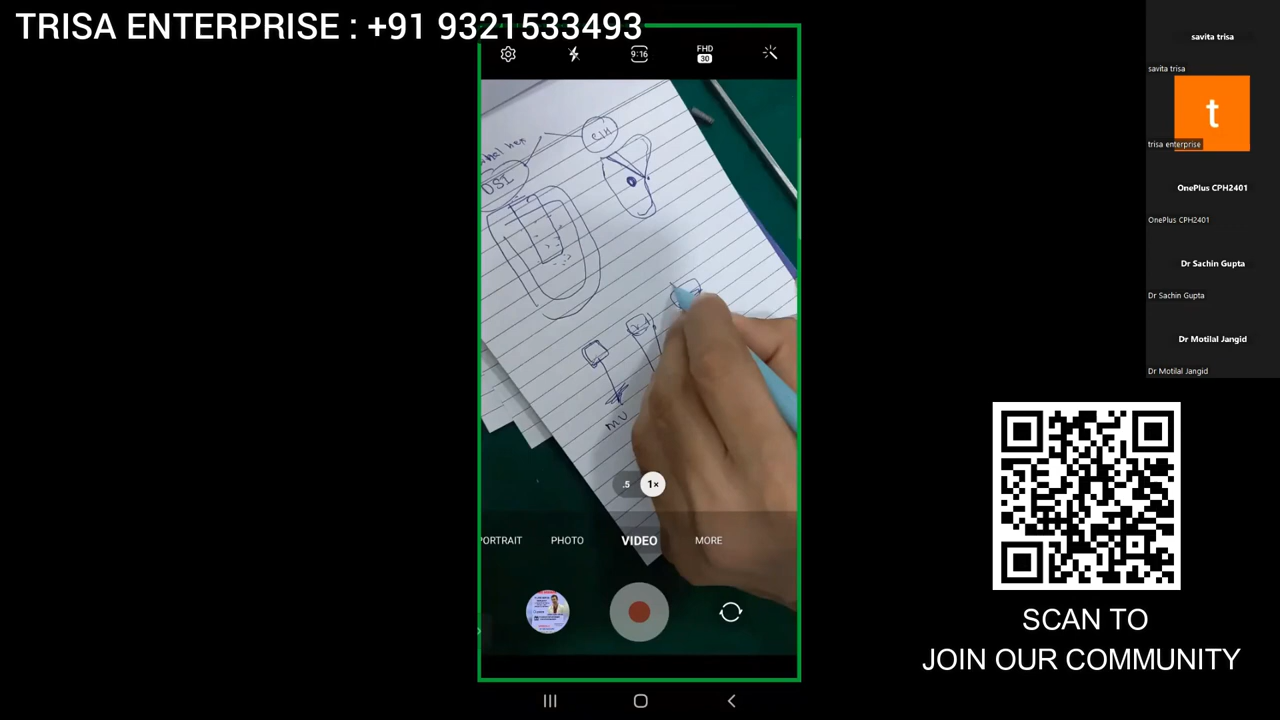 TRISA ENTERPRISE : +91 9321533493
9:16
FHD
30
OSI
MU
.5
1×
PORTRAIT PHOTO VIDEO MORE
savita trisa
savita trisa
t
trisa enterprise
OnePlus CPH2401
OnePlus CPH2401
Dr Sachin Gupta
Dr Sachin Gupta
Dr Motilal Jangid
Dr Motilal Jangid
SCAN TO
JOIN OUR COMMUNITY